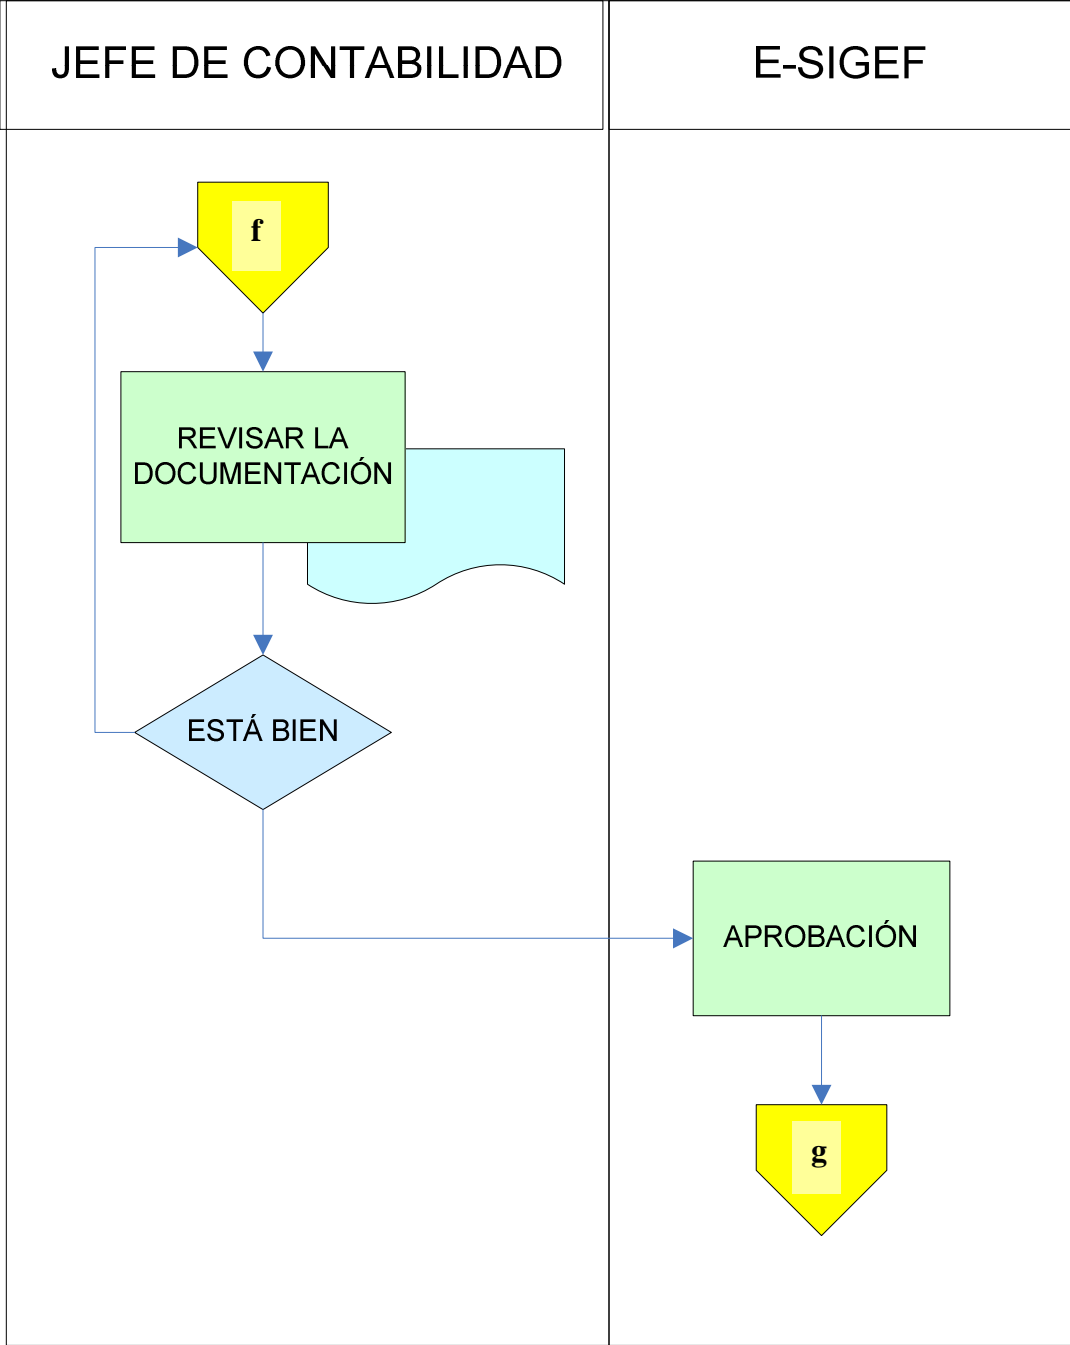 JEFE DE CONTABILIDAD
E-SIGEF
f
REVISAR LA
DOCUMENTACIÓN
ESTÁ BIEN
APROBACIÓN
g